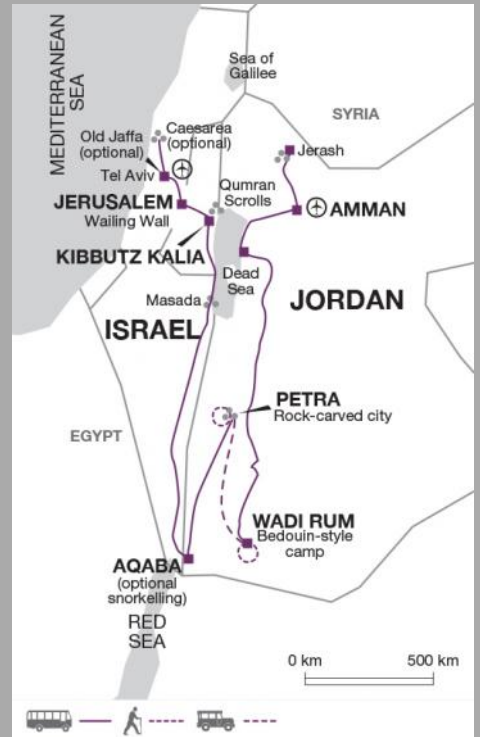 MEDITERRANEAN
SEA
Sea of
Galilee
SYRIA
Old Jaffa
(optional)
Caesarea
(optional)
Jerash
Tel Aviv
Qumran
Scrolls
JERUSALEM
Wailing Wall
AMMAN
KIBBUTZ KALIA
Dead
Sea
Masada
JORDAN
ISRAEL
PETRA
Rock-carved city
EGYPT
WADI RUM
Bedouin-style
camp
AQABA
(optional
snorkelling)
RED
SEA
0 km
500 km